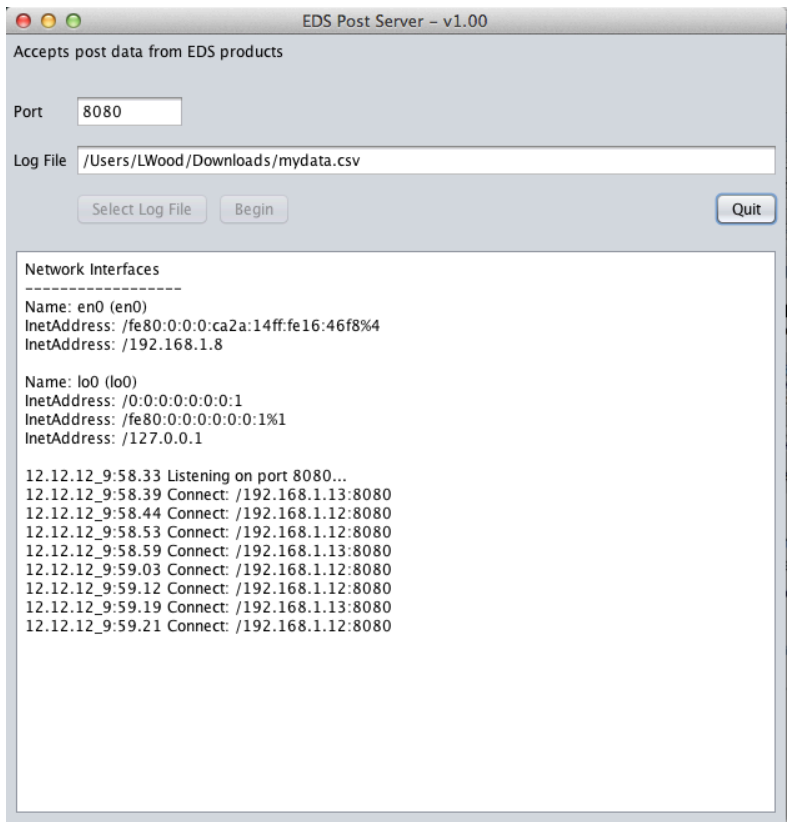 EDS Post Server – v1.00
Accepts post data from EDS products
Port 8080
Log File /Users/LWood/Downloads/mydata.csv
Select Log File Begin Quit
Network Interfaces
------------------
Name: en0 (en0)
InetAddress: /fe80:0:0:0:ca2a:14ff:fe16:46f8%4
InetAddress: /192.168.1.8
Name: lo0 (lo0)
InetAddress: /0:0:0:0:0:0:0:1
InetAddress: /fe80:0:0:0:0:0:0:1%1
InetAddress: /127.0.0.1
12.12.12_9:58.33 Listening on port 8080...
12.12.12_9:58.39 Connect: /192.168.1.13:8080
12.12.12_9:58.44 Connect: /192.168.1.12:8080
12.12.12_9:58.53 Connect: /192.168.1.12:8080
12.12.12_9:58.59 Connect: /192.168.1.13:8080
12.12.12_9:59.03 Connect: /192.168.1.12:8080
12.12.12_9:59.12 Connect: /192.168.1.12:8080
12.12.12_9:59.19 Connect: /192.168.1.13:8080
12.12.12_9:59.21 Connect: /192.168.1.12:8080